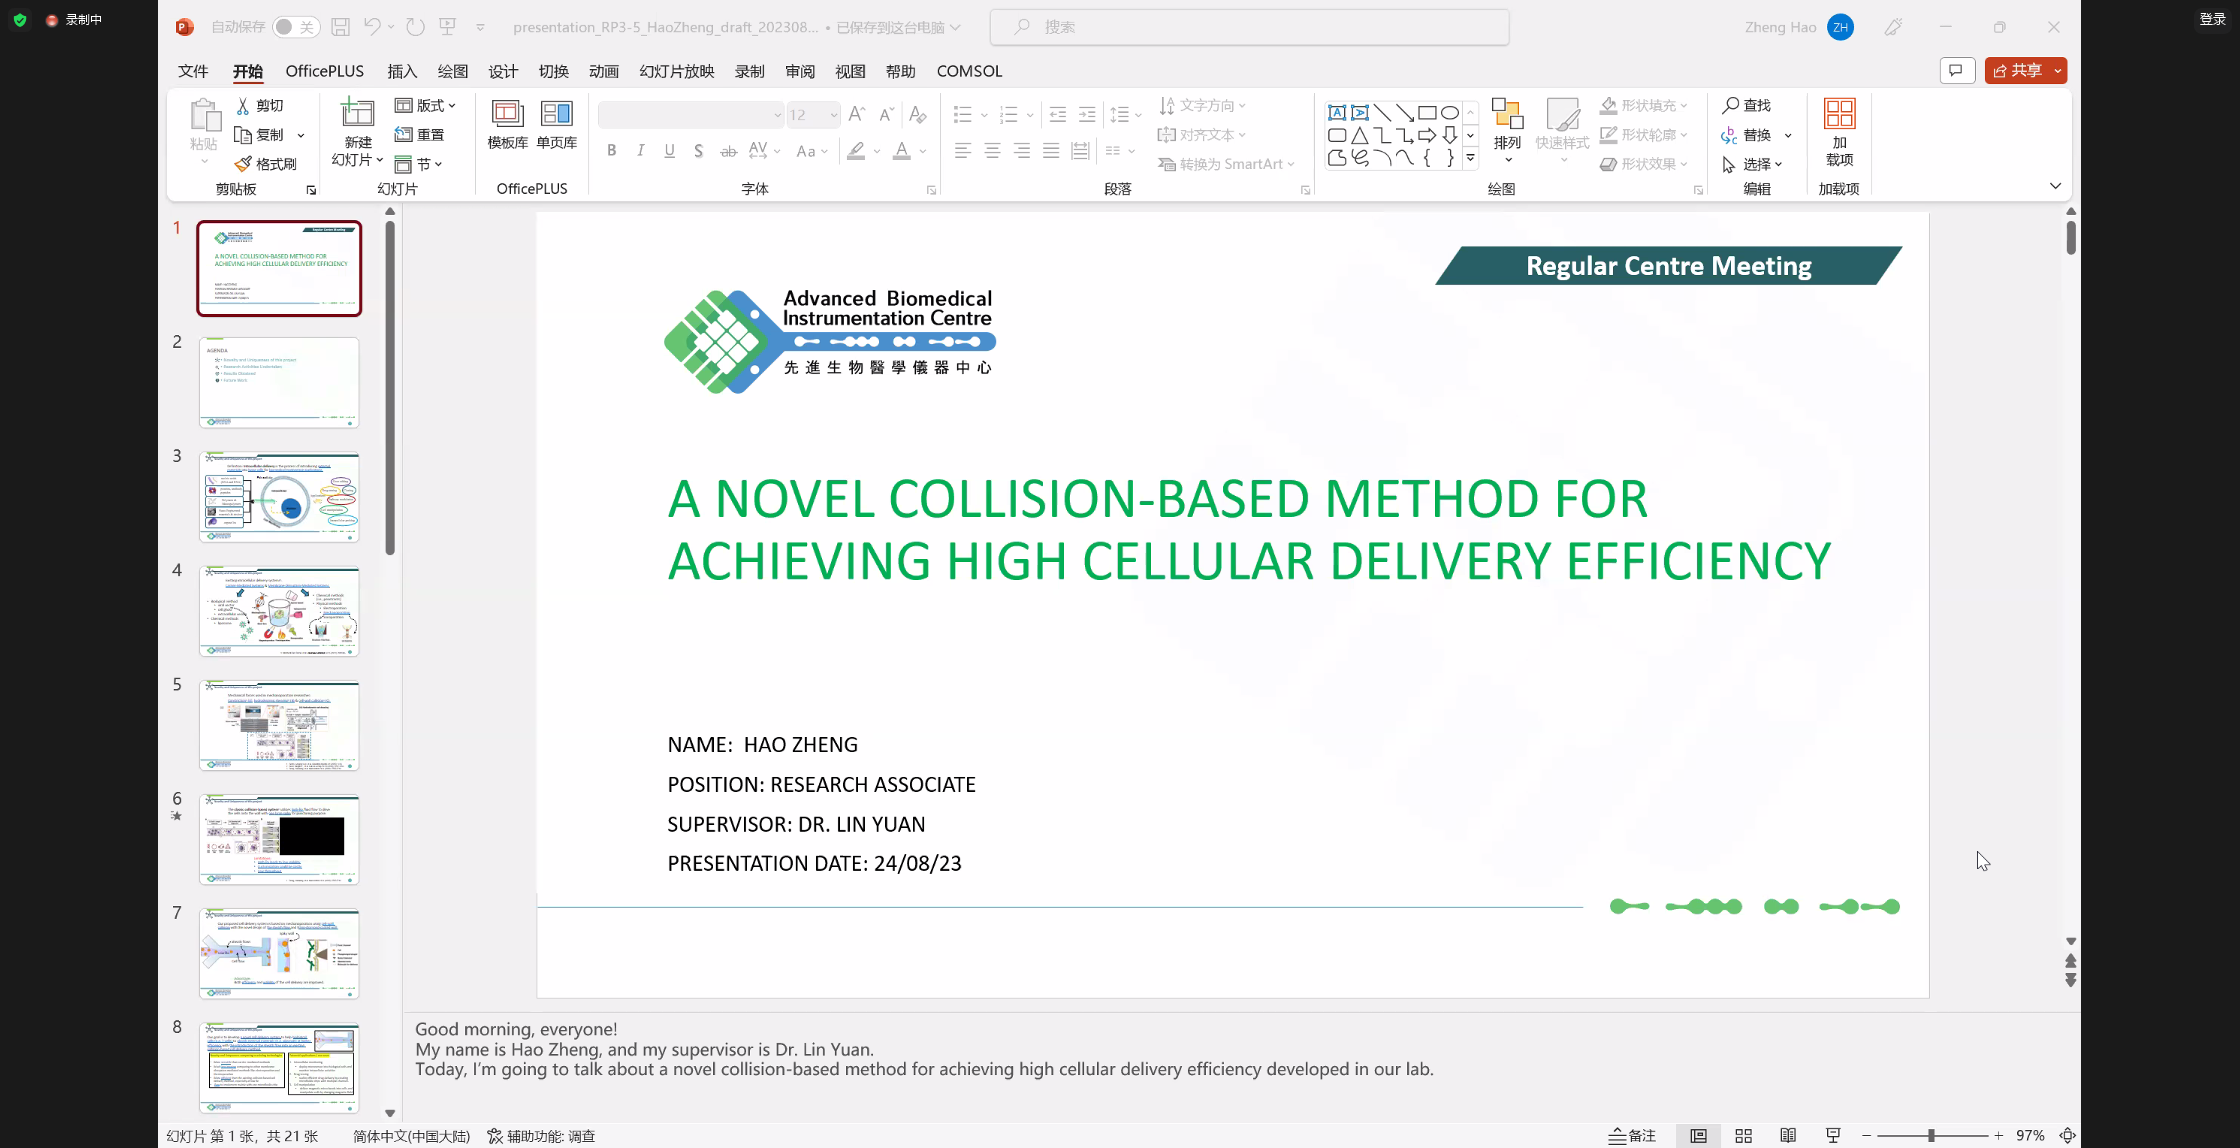 录制中
登录
自动保存 关
presentation_RP3-5_HaoZheng_draft_202308... • 已保存到这台电脑
搜索
Zheng Hao ZH
文件 开始 OfficePLUS 插入 绘图 设计 切换 动画 幻灯片放映 录制 审阅 视图 帮助 COMSOL
共享
粘贴
剪切
复制
格式刷
剪贴板
新建
幻灯片
版式
重置
节
幻灯片
模板库 单页库
OfficePLUS
12
字体
文字方向
对齐文本
转换为 SmartArt
段落
排列
快速样式
形状填充
形状轮廓
形状效果
绘图
查找
替换
选择
编辑
加
载项
加载项
1
2
AGENDA
3
4
5
6
7
8
Regular Centre Meeting
Advanced Biomedical
Instrumentation Centre
先進生物醫學儀器中心
A NOVEL COLLISION-BASED METHOD FOR
ACHIEVING HIGH CELLULAR DELIVERY EFFICIENCY
NAME: HAO ZHENG
POSITION: RESEARCH ASSOCIATE
SUPERVISOR: DR. LIN YUAN
PRESENTATION DATE: 24/08/23
Good morning, everyone!
My name is Hao Zheng, and my supervisor is Dr. Lin Yuan.
Today, I'm going to talk about a novel collision-based method for achieving high cellular delivery efficiency developed in our lab.
幻灯片 第 1 张，共 21 张 简体中文(中国大陆) 辅助功能: 调查
备注
97%